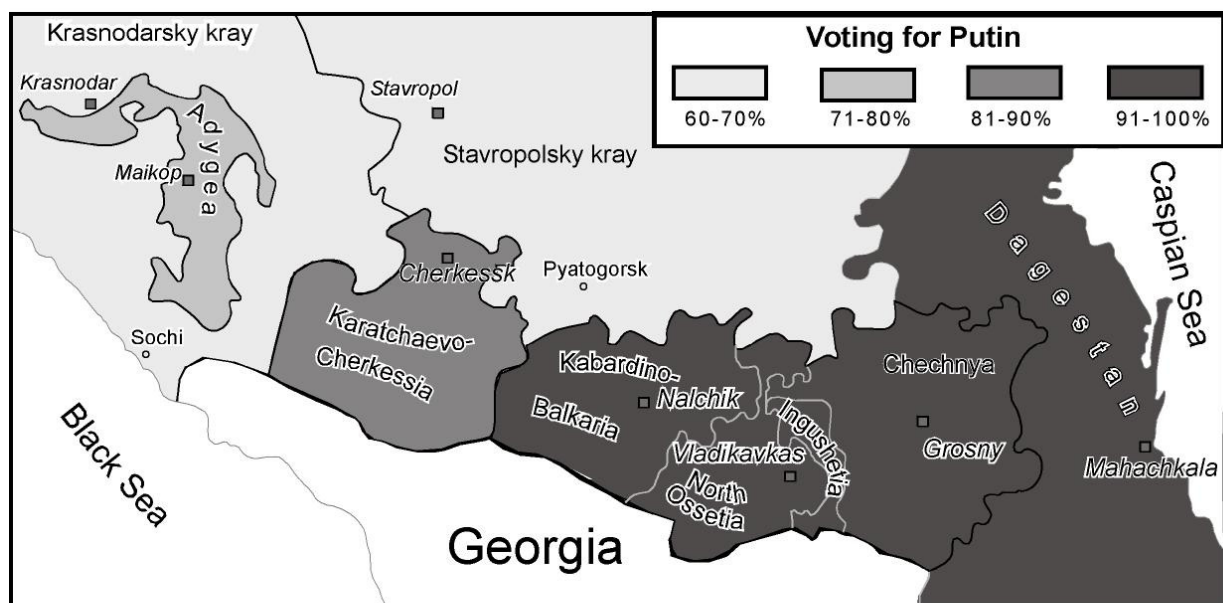 Voting for Putin
60-70%
71-80%
81-90%
91-100%
Krasnodarsky kray
Krasnodar
Stavropol
Adygea
Stavropolsky kray
Maikop
Caspian Sea
Dagestan
Cherkessk
Pyatogorsk
Sochi
Karatchaevo-
Cherkessia
Kabardino-
Balkaria
Nalchik
Chechnya
Ingushetia
Grosny
Vladikavkas
North
Ossetia
Mahachkala
Black Sea
Georgia